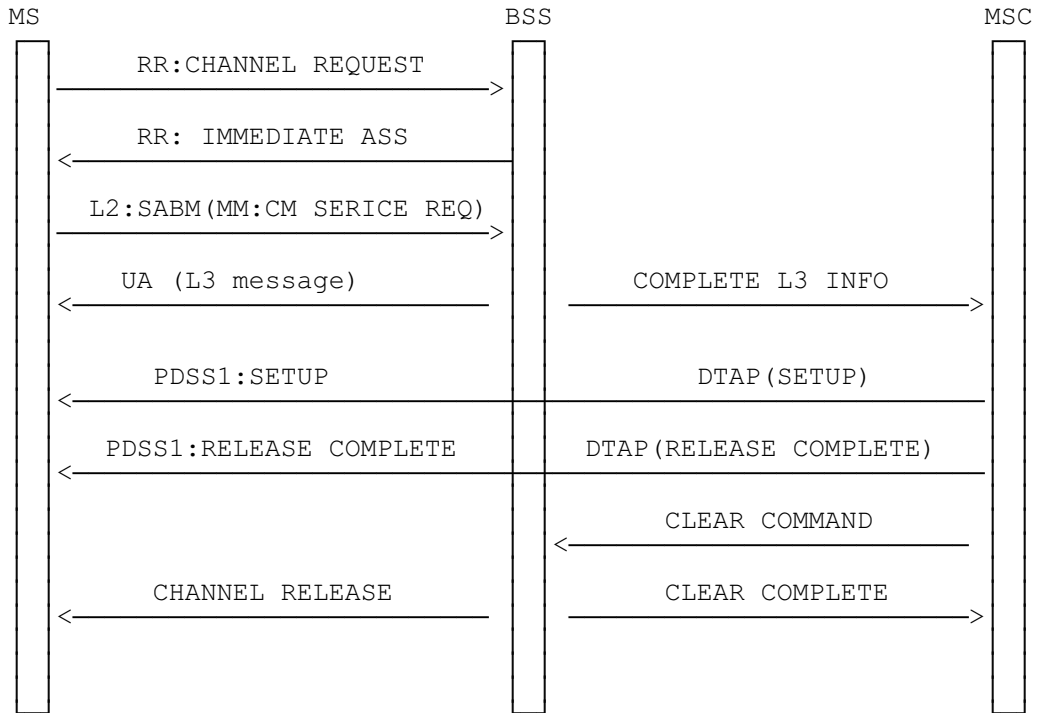 MS BSS MSC
RR:CHANNEL REQUEST
RR: IMMEDIATE ASS
L2:SABM(MM:CM SERICE REQ)
UA (L3 message) COMPLETE L3 INFO
PDSS1:SETUP DTAP(SETUP)
PDSS1:RELEASE COMPLETE DTAP(RELEASE COMPLETE)
CLEAR COMMAND
CHANNEL RELEASE CLEAR COMPLETE